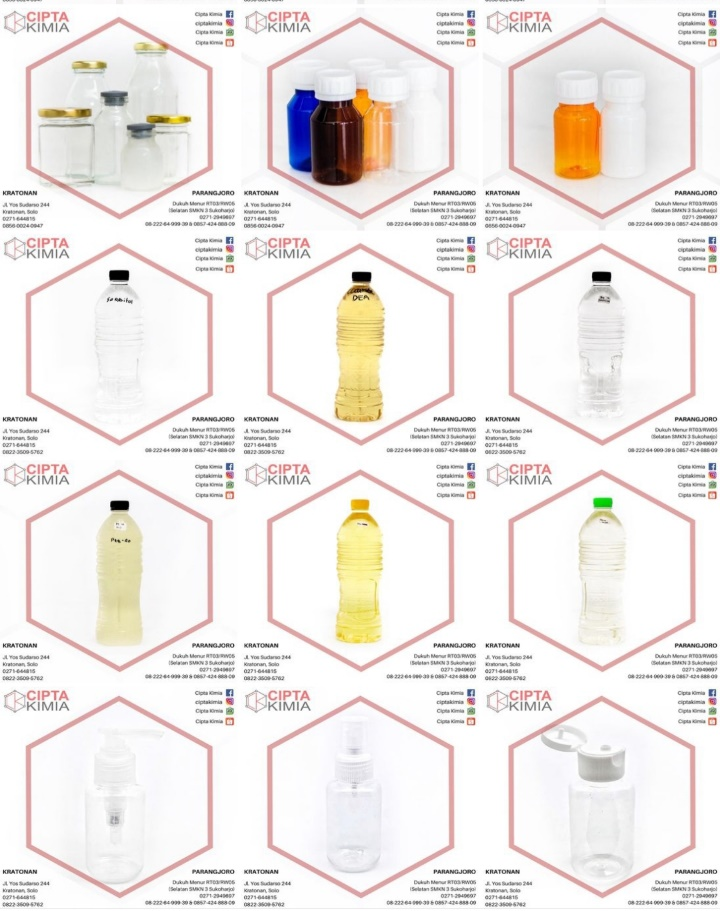 CIPTA
KIMIA
Cipta Kimia
ciptakimia
Cipta Kimia
Cipta Kimia
KRATONAN
Jl. Yos Sudarso 244
Kratonan, Solo
0271-644815
0856-0024-0947
PARANGJORO
Dukuh Menur RT03/RW05
(Selatan SMKN 3 Sukoharjo)
0271-2949697
08-222-64-999-39 & 0857-424-888-09
CIPTA
KIMIA
Cipta Kimia
ciptakimia
Cipta Kimia
Cipta Kimia
KRATONAN
Jl. Yos Sudarso 244
Kratonan, Solo
0271-644815
0856-0024-0947
PARANGJORO
Dukuh Menur RT03/RW05
(Selatan SMKN 3 Sukoharjo)
0271-2949697
08-222-64-999-39 & 0857-424-888-09
CIPTA
KIMIA
Cipta Kimia
ciptakimia
Cipta Kimia
Cipta Kimia
KRATONAN
Jl. Yos Sudarso 244
Kratonan, Solo
0271-644815
0856-0024-0947
PARANGJORO
Dukuh Menur RT03/RW05
(Selatan SMKN 3 Sukoharjo)
0271-2949697
08-222-64-999-39 & 0857-424-888-09
CIPTA
KIMIA
Cipta Kimia
ciptakimia
Cipta Kimia
Cipta Kimia
Sorbitol
KRATONAN
Jl. Yos Sudarso 244
Kratonan, Solo
0271-644815
0822-3509-5762
PARANGJORO
Dukuh Menur RT03/RW05
(Selatan SMKN 3 Sukoharjo)
0271-2949697
08-222-64-999-39 & 0857-424-888-09
CIPTA
KIMIA
Cipta Kimia
ciptakimia
Cipta Kimia
Cipta Kimia
DEA
KRATONAN
Jl. Yos Sudarso 244
Kratonan, Solo
0271-644815
0822-3509-5762
PARANGJORO
Dukuh Menur RT03/RW05
(Selatan SMKN 3 Sukoharjo)
0271-2949697
08-222-64-999-39 & 0857-424-888-09
CIPTA
KIMIA
Cipta Kimia
ciptakimia
Cipta Kimia
Cipta Kimia
KRATONAN
Jl. Yos Sudarso 244
Kratonan, Solo
0271-644815
0822-3509-5762
PARANGJORO
Dukuh Menur RT03/RW05
(Selatan SMKN 3 Sukoharjo)
0271-2949697
08-222-64-999-39 & 0857-424-888-09
CIPTA
KIMIA
Cipta Kimia
ciptakimia
Cipta Kimia
Cipta Kimia
KRATONAN
Jl. Yos Sudarso 244
Kratonan, Solo
0271-644815
0822-3509-5762
PARANGJORO
Dukuh Menur RT03/RW05
(Selatan SMKN 3 Sukoharjo)
0271-2949697
08-222-64-999-39 & 0857-424-888-09
CIPTA
KIMIA
Cipta Kimia
ciptakimia
Cipta Kimia
Cipta Kimia
KRATONAN
Jl. Yos Sudarso 244
Kratonan, Solo
0271-644815
0822-3509-5762
PARANGJORO
Dukuh Menur RT03/RW05
(Selatan SMKN 3 Sukoharjo)
0271-2949697
08-222-64-999-39 & 0857-424-888-09
CIPTA
KIMIA
Cipta Kimia
ciptakimia
Cipta Kimia
Cipta Kimia
KRATONAN
Jl. Yos Sudarso 244
Kratonan, Solo
0271-644815
0822-3509-5762
PARANGJORO
Dukuh Menur RT03/RW05
(Selatan SMKN 3 Sukoharjo)
0271-2949697
08-222-64-999-39 & 0857-424-888-09
CIPTA
KIMIA
Cipta Kimia
ciptakimia
Cipta Kimia
Cipta Kimia
KRATONAN
Jl. Yos Sudarso 244
Kratonan, Solo
0271-644815
0822-3509-5762
PARANGJORO
Dukuh Menur RT03/RW05
(Selatan SMKN 3 Sukoharjo)
0271-2949697
08-222-64-999-39 & 0857-424-888-09
CIPTA
KIMIA
Cipta Kimia
ciptakimia
Cipta Kimia
Cipta Kimia
KRATONAN
Jl. Yos Sudarso 244
Kratonan, Solo
0271-644815
0822-3509-5762
PARANGJORO
Dukuh Menur RT03/RW05
(Selatan SMKN 3 Sukoharjo)
0271-2949697
08-222-64-999-39 & 0857-424-888-09
CIPTA
KIMIA
Cipta Kimia
ciptakimia
Cipta Kimia
Cipta Kimia
KRATONAN
Jl. Yos Sudarso 244
Kratonan, Solo
0271-644815
0822-3509-5762
PARANGJORO
Dukuh Menur RT03/RW05
(Selatan SMKN 3 Sukoharjo)
0271-2949697
08-222-64-999-39 & 0857-424-888-09